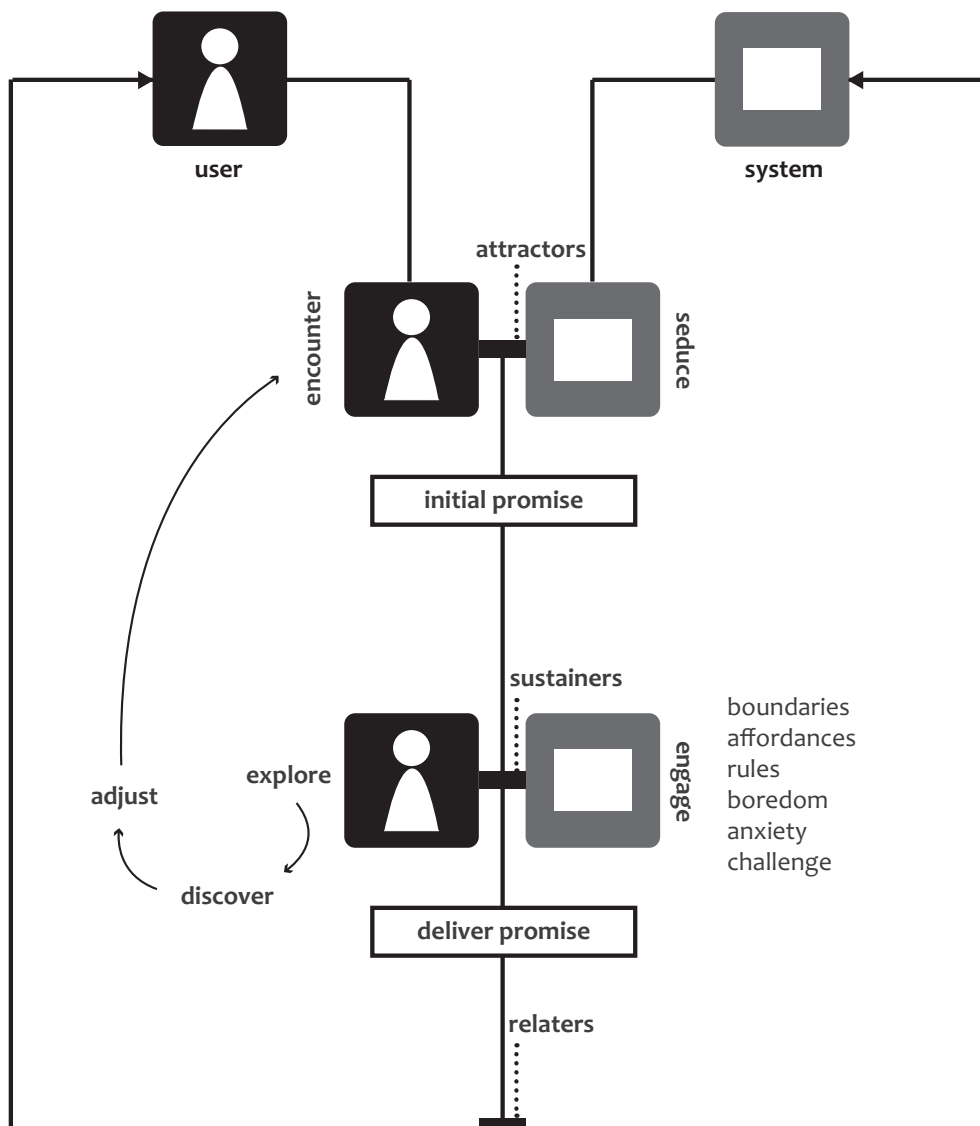 user
system
attractors
encounter
seduce
initial promise
sustainers
boundaries
affordances
rules
boredom
anxiety
challenge
explore
engage
adjust
discover
deliver promise
relaters